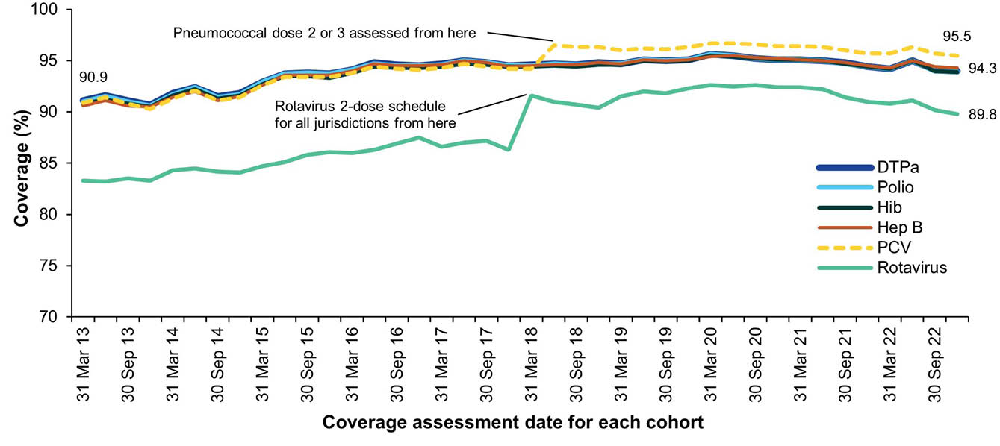 100
95
90
85
80
75
70
Coverage (%)
Pneumococcal dose 2 or 3 assessed from here
90.9
Rotavirus 2-dose schedule
for all jurisdictions from here
95.5
94.3
89.8
DTPa
Polio
Hib
Hep B
PCV
Rotavirus
31 Mar 13
30 Sep 13
31 Mar 14
30 Sep 14
31 Mar 15
30 Sep 15
31 Mar 16
30 Sep 16
31 Mar 17
30 Sep 17
31 Mar 18
30 Sep 18
31 Mar 19
30 Sep 19
31 Mar 20
30 Sep 20
31 Mar 21
30 Sep 21
31 Mar 22
30 Sep 22
Coverage assessment date for each cohort